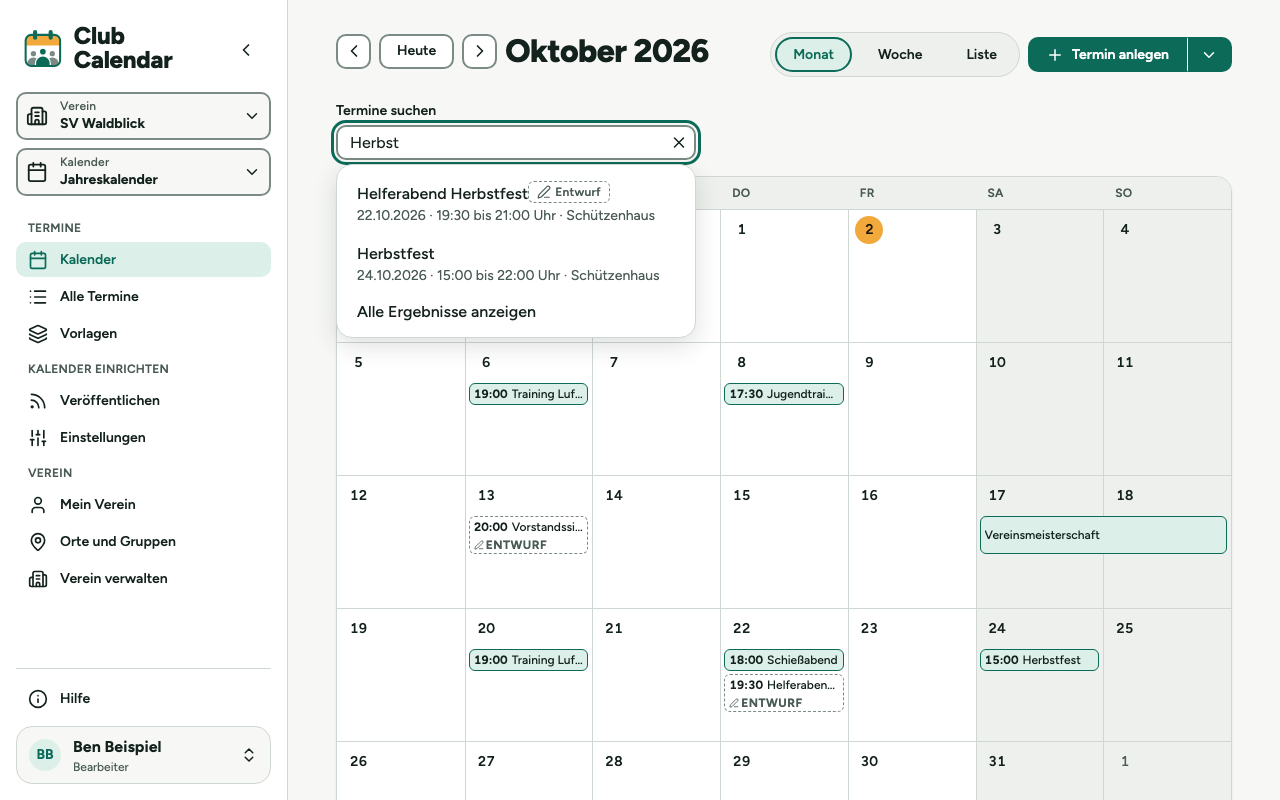 Club
Calendar
Verein
SV Waldblick
Kalender
Jahreskalender
TERMINE
Kalender
Alle Termine
Vorlagen
KALENDER EINRICHTEN
Veröffentlichen
Einstellungen
VEREIN
Mein Verein
Orte und Gruppen
Verein verwalten
Hilfe
BB
Ben Beispiel
Bearbeiter
Heute
Oktober 2026
Monat
Woche
Liste
Termin anlegen
Termine suchen
Herbst
Helferabend Herbstfest Entwurf
22.10.2026 · 19:30 bis 21:00 Uhr · Schützenhaus
Herbstfest
24.10.2026 · 15:00 bis 22:00 Uhr · Schützenhaus
Alle Ergebnisse anzeigen
DO FR SA SO
1 2 3 4
5 6 7 8 9 10 11
19:00 Training Luf…
17:30 Jugendtrai…
12 13 14 15 16 17 18
20:00 Vorstandssi…
ENTWURF
Vereinsmeisterschaft
19 20 21 22 23 24 25
19:00 Training Luf…
18:00 Schießabend
19:30 Helferaben…
ENTWURF
15:00 Herbstfest
26 27 28 29 30 31 1